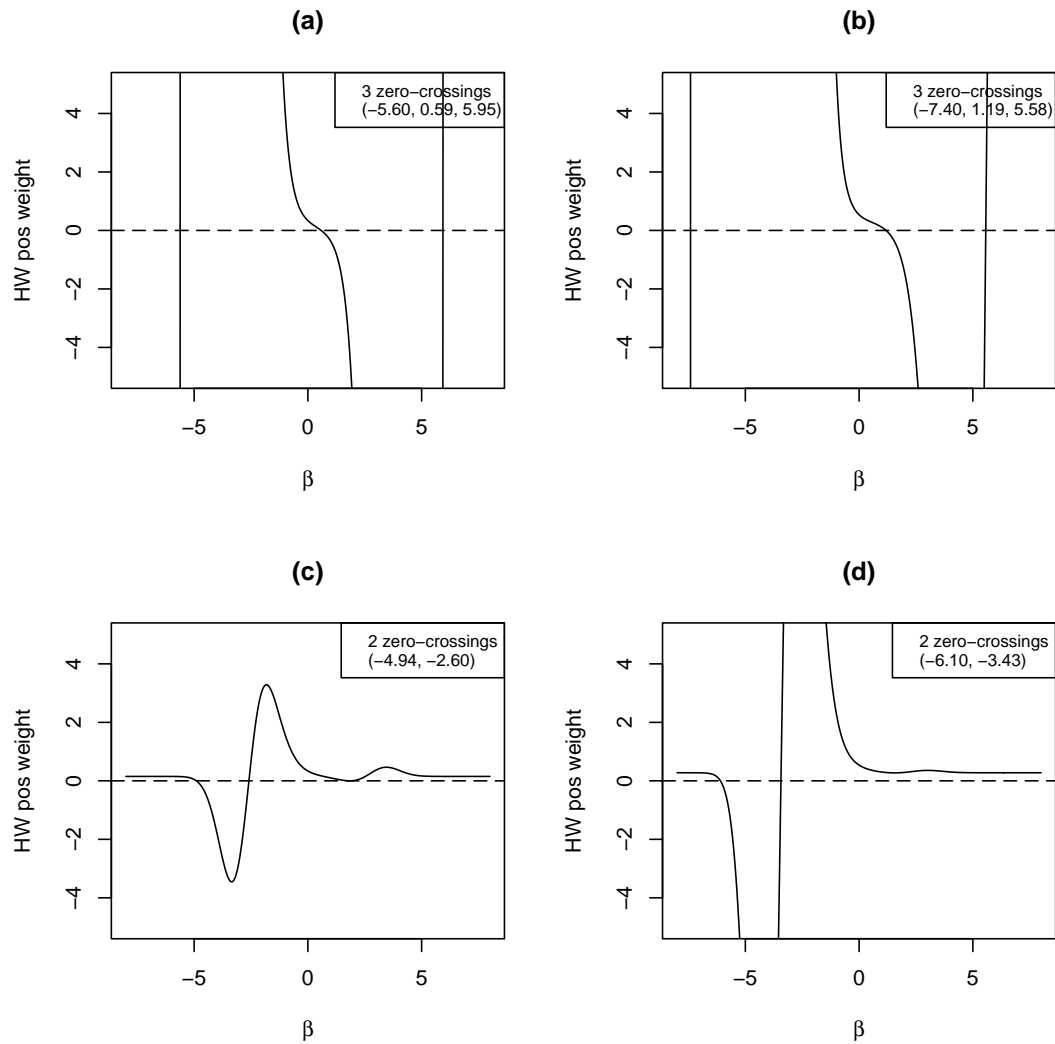 (a)
3 zero−crossings
(−5.60, 0.59, 5.95)
HW pos weight
4
2
0
−2
−4
−5 0 5
β
(b)
3 zero−crossings
(−7.40, 1.19, 5.58)
HW pos weight
4
2
0
−2
−4
−5 0 5
β
(c)
2 zero−crossings
(−4.94, −2.60)
HW pos weight
4
2
0
−2
−4
−5 0 5
β
(d)
2 zero−crossings
(−6.10, −3.43)
HW pos weight
4
2
0
−2
−4
−5 0 5
β